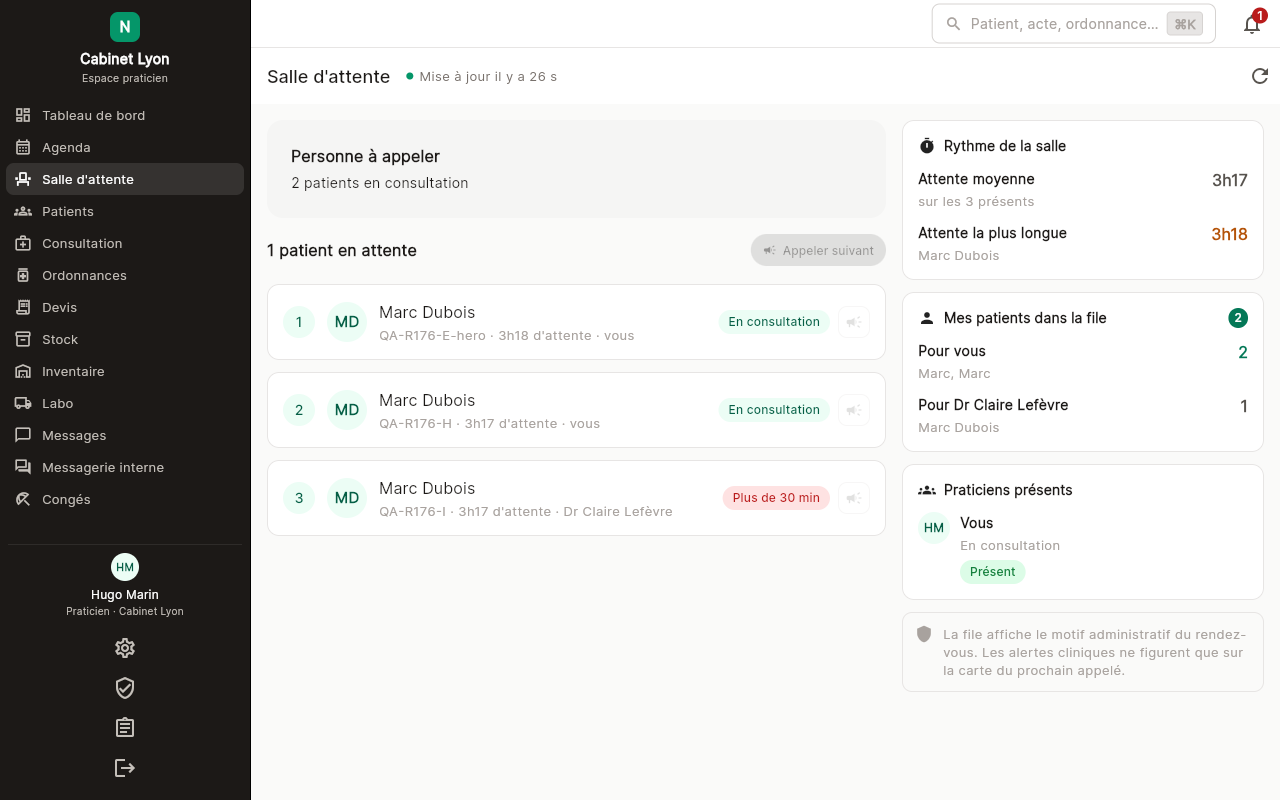 N
Cabinet Lyon
Espace praticien
Tableau de bord
Agenda
Salle d'attente
Patients
Consultation
Ordonnances
Devis
Stock
Inventaire
Labo
Messages
Messagerie interne
Congés
HM
Hugo Marin
Praticien · Cabinet Lyon
Patient, acte, ordonnance... ⌘K
1
Salle d'attente
Mise à jour il y a 26 s
Personne à appeler
2 patients en consultation
1 patient en attente
Appeler suivant
1
MD
Marc Dubois
QA-R176-E-hero · 3h18 d'attente · vous
En consultation
2
MD
Marc Dubois
QA-R176-H · 3h17 d'attente · vous
En consultation
3
MD
Marc Dubois
QA-R176-I · 3h17 d'attente · Dr Claire Lefèvre
Plus de 30 min
Rythme de la salle
Attente moyenne
3h17
sur les 3 présents
Attente la plus longue
3h18
Marc Dubois
Mes patients dans la file
2
Pour vous
2
Marc, Marc
Pour Dr Claire Lefèvre
1
Marc Dubois
Praticiens présents
HM
Vous
En consultation
Présent
La file affiche le motif administratif du rendez-
vous. Les alertes cliniques ne figurent que sur
la carte du prochain appelé.